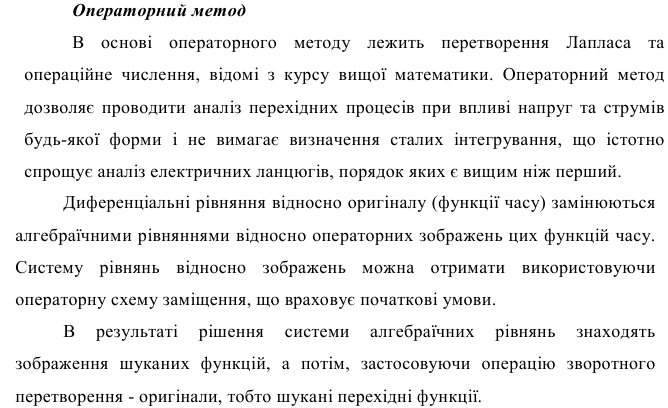 Операторний метод
В основі операторного методу лежить перетворення Лапласа та
операційне числення, відомі з курсу вищої математики. Операторний метод
дозволяє проводити аналіз перехідних процесів при впливі напруг та струмів
будь-якої форми і не вимагає визначення сталих інтегрування, що істотно
спрощує аналіз електричних ланцюгів, порядок яких є вищим ніж перший.
Диференціальні рівняння відносно оригіналу (функції часу) замінюються
алгебраїчними рівняннями відносно операторних зображень цих функцій часу.
Систему рівнянь відносно зображень можна отримати використовуючи
операторну схему заміщення, що враховує початкові умови.
В результаті рішення системи алгебраїчних рівнянь знаходять
зображення шуканих функцій, а потім, застосовуючи операцію зворотного
перетворення - оригінали, тобто шукані перехідні функції.